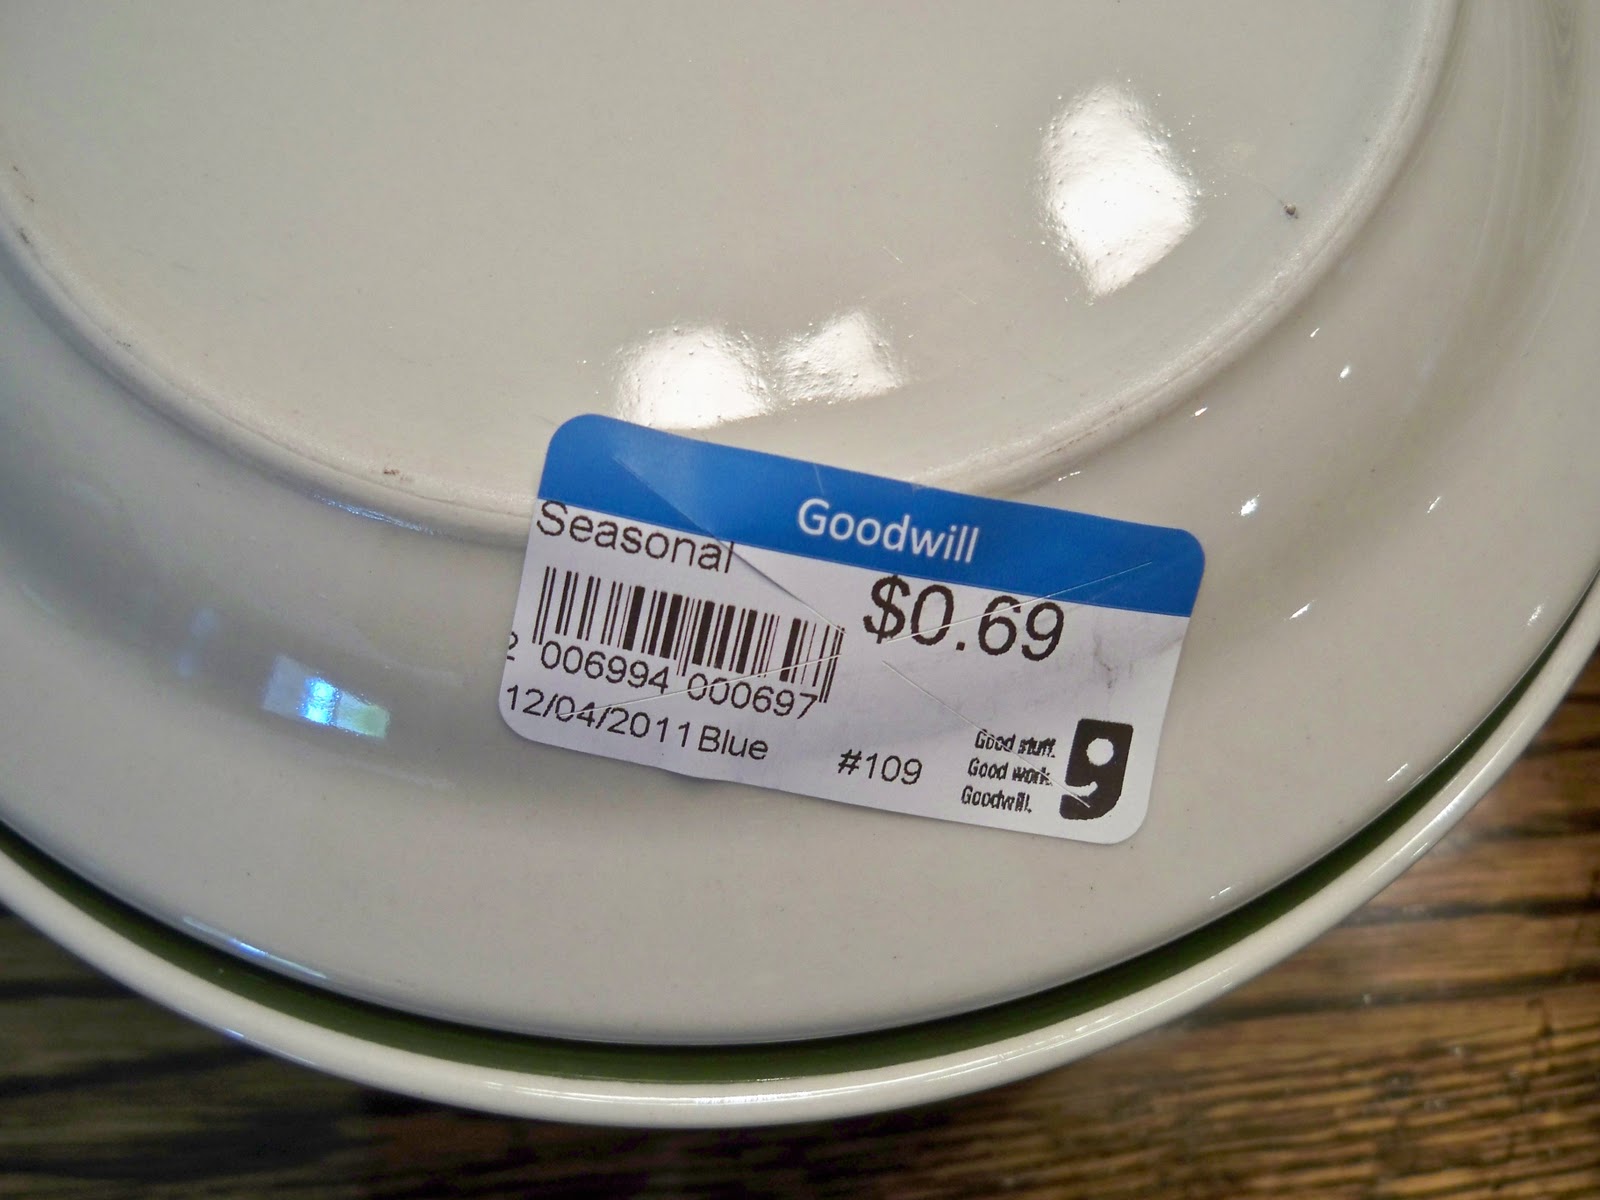 Goodwill
Seasonal
$0.69
2 006994 000697
12/04/2011 Blue
#109
Good stuff.
Good work.
Goodwill.
g